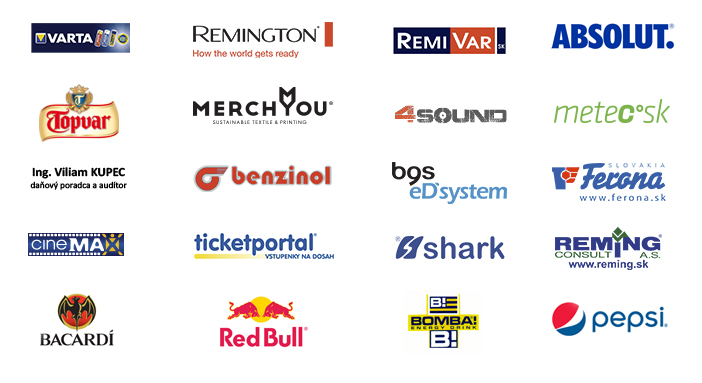 VARTA
REMINGTON®
How the world gets ready
REMIVAR!SK
ABSOLUT.®
Topvar
MERCHYOU®
SUSTAINABLE TEXTILE & PRINTING
4SOUND
metec°sk
Ing. Viliam KUPEC
daňový poradca a audítor
benzinol
bgs
eD'system
SLOVAKIA
Ferona
www.ferona.sk
CINEMAX
ticketportal®
VSTUPENKY NA DOSAH
shark
REMING®
CONSULT A.S.
www.reming.sk
BACARDÍ
Red Bull®
B!
BOMBA!
ENERGY DRINK
B!
pepsi®